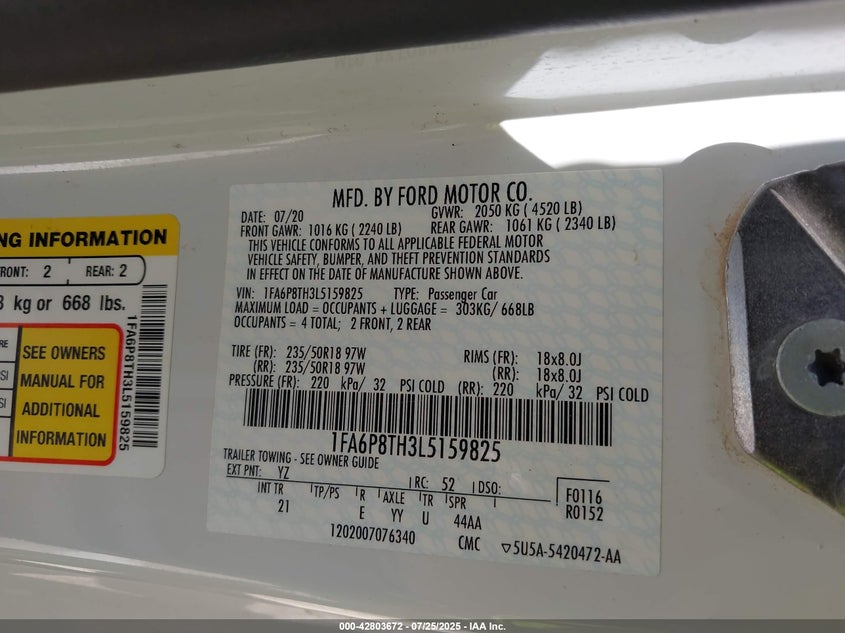 MFD. BY FORD MOTOR CO.
DATE: 07/20 GVWR: 2050 KG ( 4520 LB)
FRONT GAWR: 1016 KG ( 2240 LB) REAR GAWR: 1061 KG ( 2340 LB)
THIS VEHICLE CONFORMS TO ALL APPLICABLE FEDERAL MOTOR
VEHICLE SAFETY, BUMPER, AND THEFT PREVENTION STANDARDS
IN EFFECT ON THE DATE OF MANUFACTURE SHOWN ABOVE.
VIN: 1FA6P8TH3L5159825 TYPE: Passenger Car
MAXIMUM LOAD = OCCUPANTS + LUGGAGE = 303KG/ 668LB
OCCUPANTS = 4 TOTAL; 2 FRONT, 2 REAR
TIRE (FR): 235/50R18 97W RIMS (FR): 18x8.0J
(RR): 235/50R18 97W (RR): 18x8.0J
PRESSURE (FR): 220 kPa/ 32 PSI COLD (RR): 220 kPa/ 32 PSI COLD
1FA6P8TH3L5159825
TRAILER TOWING - SEE OWNER GUIDE
EXT PNT: YZ RC: 52 DSO: F0116
INT TR TP/PS R AXLE TR SPR R0152
21 E YY U 44AA
1202007076340 CMC 5U5A-5420472-AA
NG INFORMATION
FRONT: 2 REAR: 2
3 kg or 668 lbs.
SEE OWNERS
MANUAL FOR
ADDITIONAL
INFORMATION
1FA6P8TH3L5159825
000-42803672 - 07/25/2025 - IAA Inc.